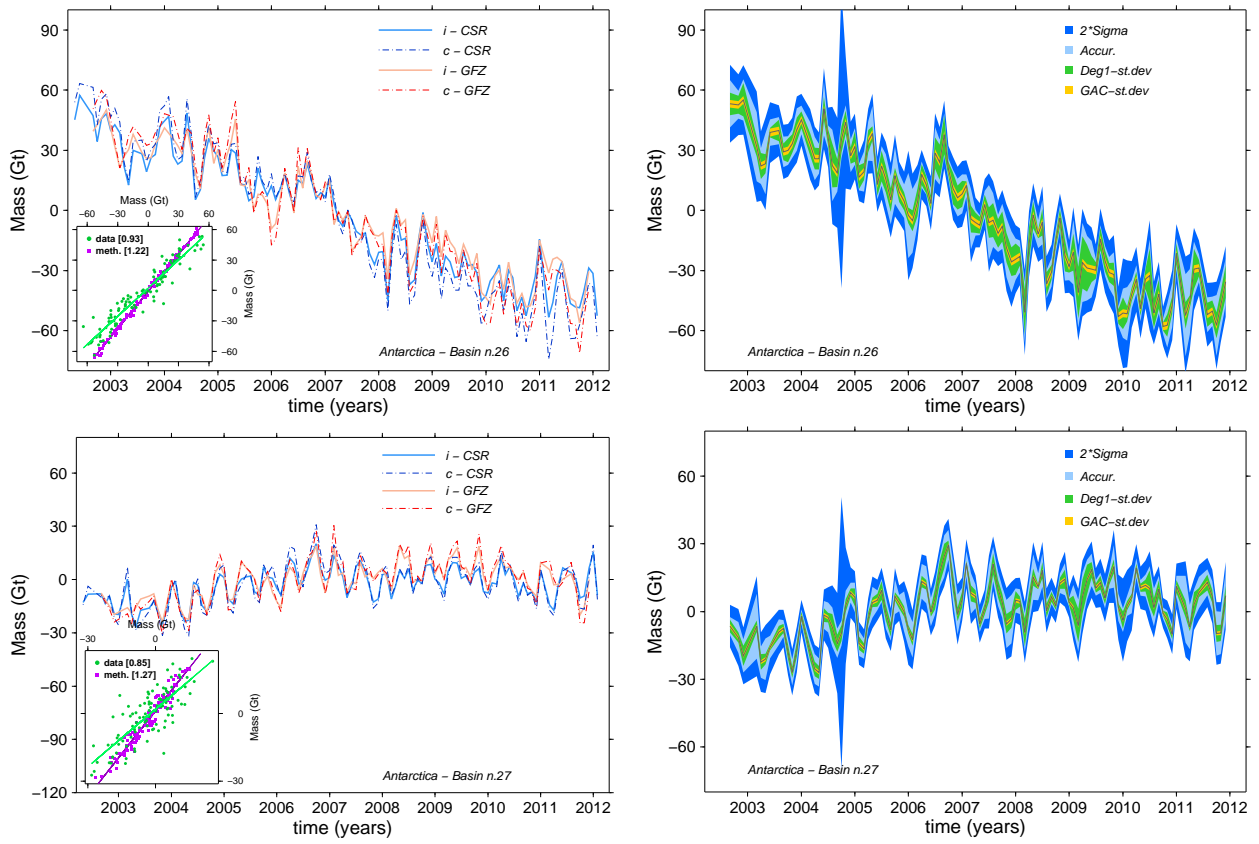 90
60
30
0
−30
−60
Mass (Gt)
i − CSR
c − CSR
i − GFZ
c − GFZ
Mass (Gt)
−60 −30 0 30 60
data [0.93]
meth. [1.22]
60
30
0
−30
−60
Mass (Gt)
Antarctica − Basin n.26
2003 2004 2005 2006 2007 2008 2009 2010 2011 2012
time (years)
90
60
30
0
−30
−60
Mass (Gt)
2*Sigma
Accur.
Deg1−st.dev
GAC−st.dev
Antarctica − Basin n.26
2003 2004 2005 2006 2007 2008 2009 2010 2011 2012
time (years)
60
30
0
−30
−60
−90
−120
Mass (Gt)
i − CSR
c − CSR
i − GFZ
c − GFZ
Mass (Gt)
−30 0
data [0.85]
meth. [1.27]
0
−30
Mass (Gt)
Antarctica − Basin n.27
2003 2004 2005 2006 2007 2008 2009 2010 2011 2012
time (years)
60
30
0
−30
−60
Mass (Gt)
2*Sigma
Accur.
Deg1−st.dev
GAC−st.dev
Antarctica − Basin n.27
2003 2004 2005 2006 2007 2008 2009 2010 2011 2012
time (years)